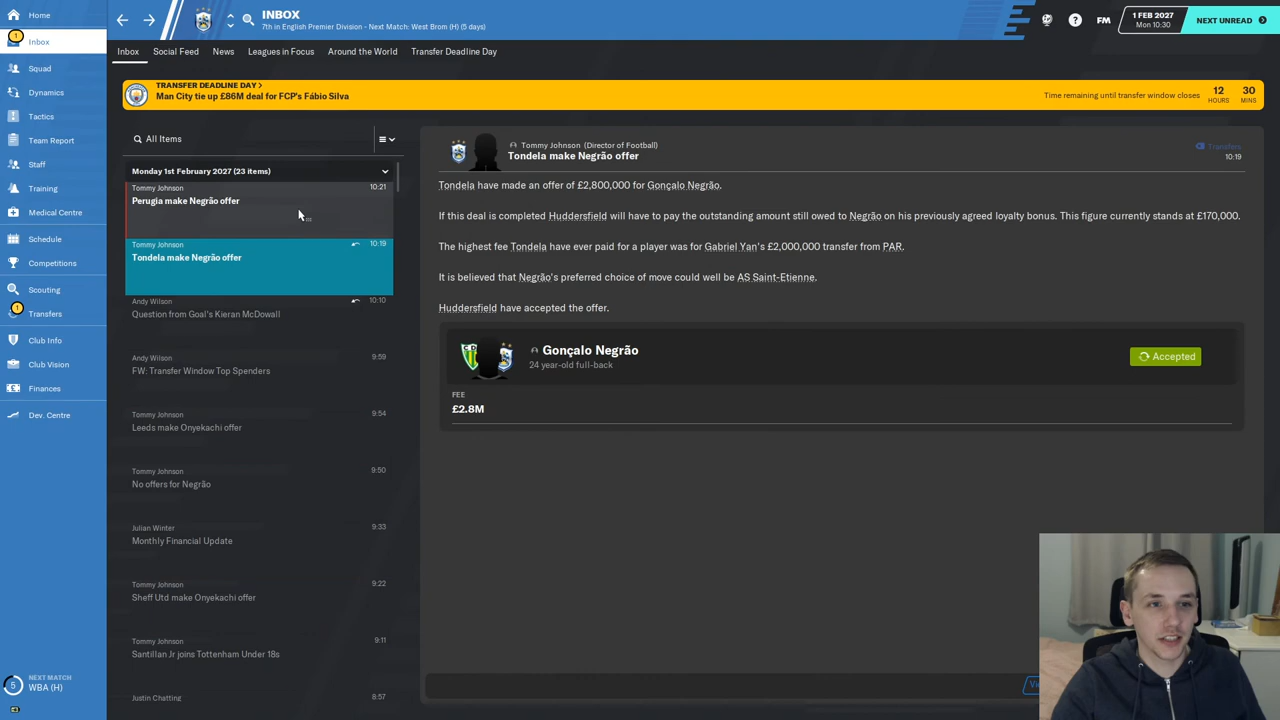 Home
1
Inbox
Squad
Dynamics
Tactics
Team Report
Staff
Training
Medical Centre
Schedule
Competitions
Scouting
1
Transfers
Club Info
Club Vision
Finances
Dev. Centre
5
NEXT MATCH
WBA (H)
INBOX
7th in English Premier Division - Next Match: West Brom (H) (5 days)
?
FM
1 FEB 2027
Mon 10:30
NEXT UNREAD
Inbox
Social Feed
News
Leagues in Focus
Around the World
Transfer Deadline Day
TRANSFER DEADLINE DAY >
Man City tie up £86M deal for FCP's Fábio Silva
Time remaining until transfer window closes
12
HOURS
30
MINS
All Items
Monday 1st February 2027 (23 items)
Tommy Johnson 10:21
Perugia make Negrão offer
Tommy Johnson 10:19
Tondela make Negrão offer
Andy Wilson 10:10
Question from Goal's Kieran McDowall
Andy Wilson 9:59
FW: Transfer Window Top Spenders
Tommy Johnson 9:54
Leeds make Onyekachi offer
Tommy Johnson 9:50
No offers for Negrão
Julian Winter 9:33
Monthly Financial Update
Tommy Johnson 9:22
Sheff Utd make Onyekachi offer
Tommy Johnson 9:11
Santillan Jr joins Tottenham Under 18s
Justin Chatting 8:57
Tommy Johnson (Director of Football)
Tondela make Negrão offer
Transfers
10:19
Tondela have made an offer of £2,800,000 for Gonçalo Negrão.
If this deal is completed Huddersfield will have to pay the outstanding amount still owed to Negrão on his previously agreed loyalty bonus. This figure currently stands at £170,000.
The highest fee Tondela have ever paid for a player was for Gabriel Yan's £2,000,000 transfer from PAR.
It is believed that Negrão's preferred choice of move could well be AS Saint-Etienne.
Huddersfield have accepted the offer.
Gonçalo Negrão
24 year-old full-back
Accepted
FEE
£2.8M